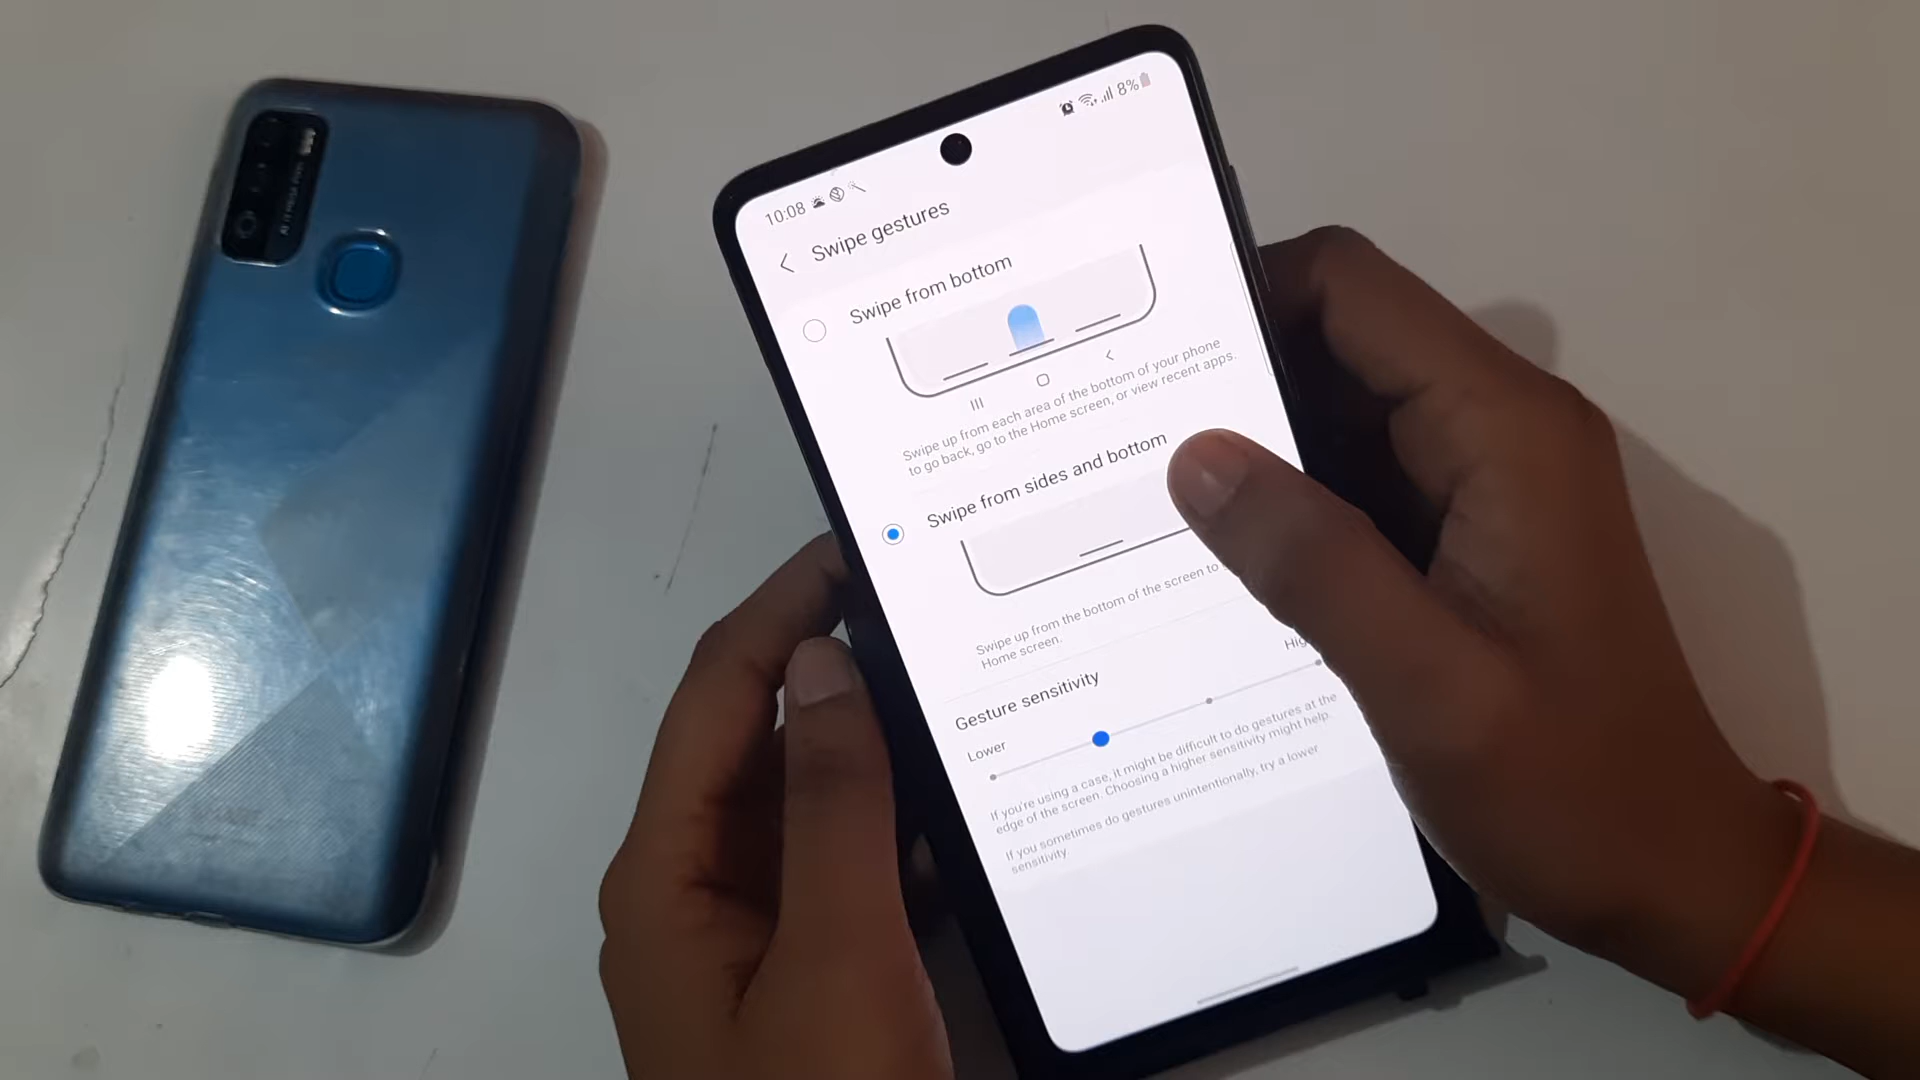 8%
10:08
Swipe gestures
Swipe from bottom
Swipe up from each area of the bottom of your phone
to go back, go to the Home screen, or view recent apps.
Swipe from sides and bottom
Swipe up from the bottom of the screen to
Home screen.
Gesture sensitivity
Lower
If you're using a case, it might be difficult to do gestures at the
edge of the screen. Choosing a higher sensitivity might help.
If you sometimes do gestures unintentionally, try a lower
sensitivity